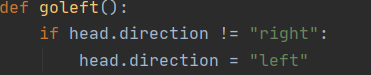 def goleft():
    if head.direction != "right":
        head.direction = "left"